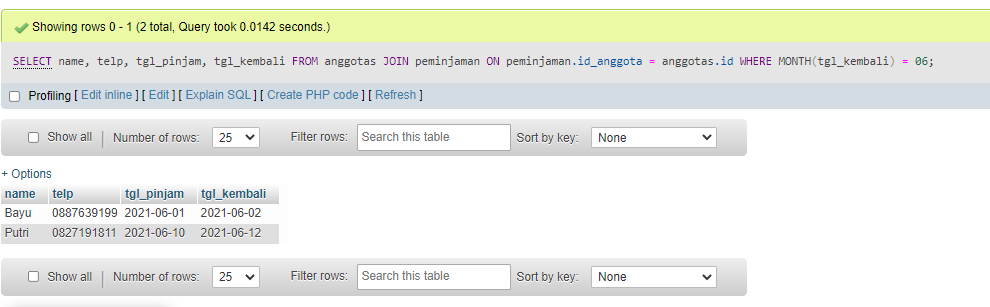 Showing rows 0 - 1 (2 total, Query took 0.0142 seconds.)
SELECT name, telp, tgl_pinjam, tgl_kembali FROM anggotas JOIN peminjaman ON peminjaman.id_anggota = anggotas.id WHERE MONTH(tgl_kembali) = 06;
Profiling [ Edit inline ] [ Edit ] [ Explain SQL ] [ Create PHP code ] [ Refresh ]
Show all | Number of rows: 25 Filter rows: Search this table Sort by key: None
+ Options
name telp tgl_pinjam tgl_kembali
Bayu 0887639199 2021-06-01 2021-06-02
Putri 0827191811 2021-06-10 2021-06-12
Show all | Number of rows: 25 Filter rows: Search this table Sort by key: None